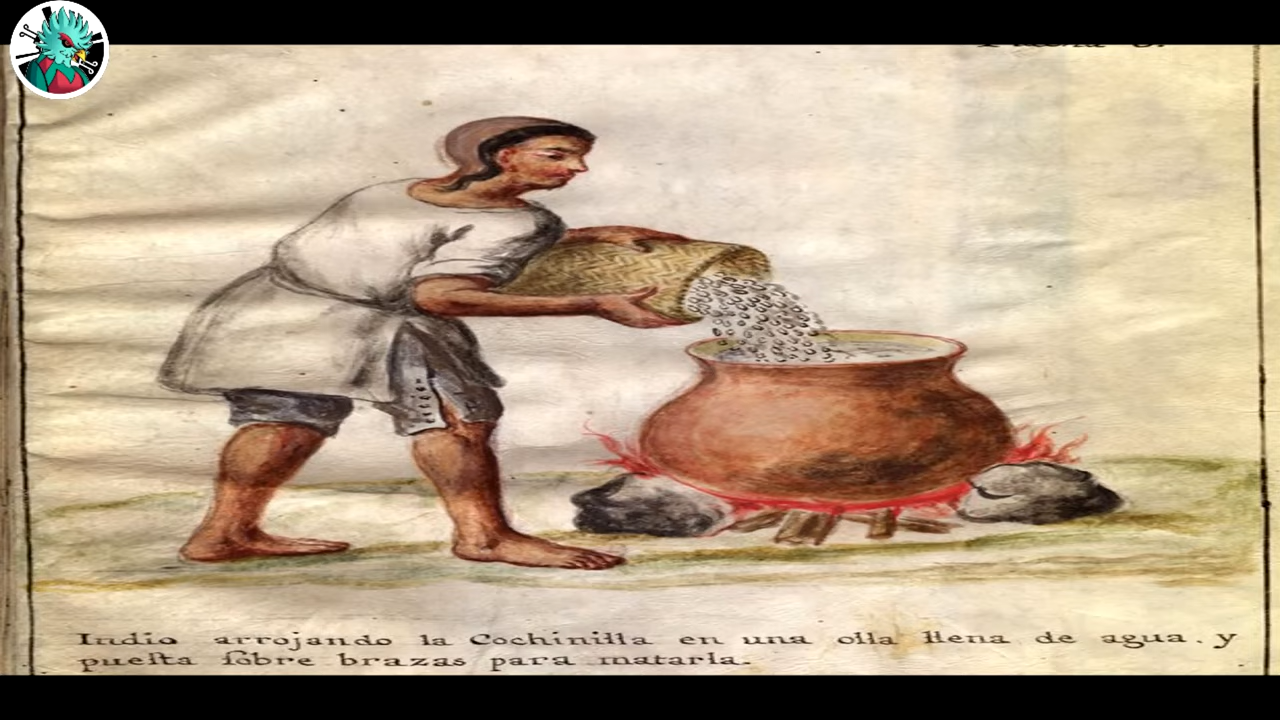 Indio arrojando la Cochinilla en una olla llena de agua. y
puesta sobre brazas para matarla.